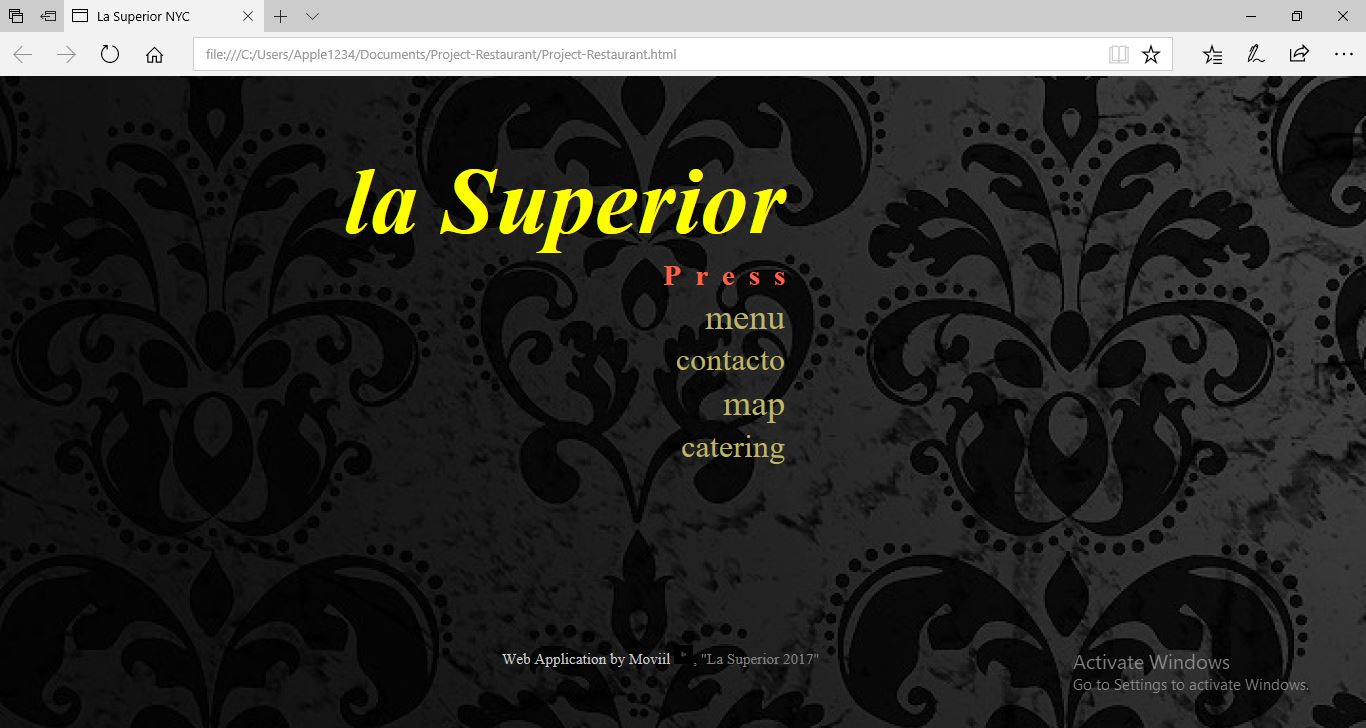 La Superior NYC
file:///C:/Users/Apple1234/Documents/Project-Restaurant/Project-Restaurant.html
la Superior
Press
menu
contacto
map
catering
Web Application by Moviil , "La Superior 2017"
Activate Windows
Go to Settings to activate Windows.